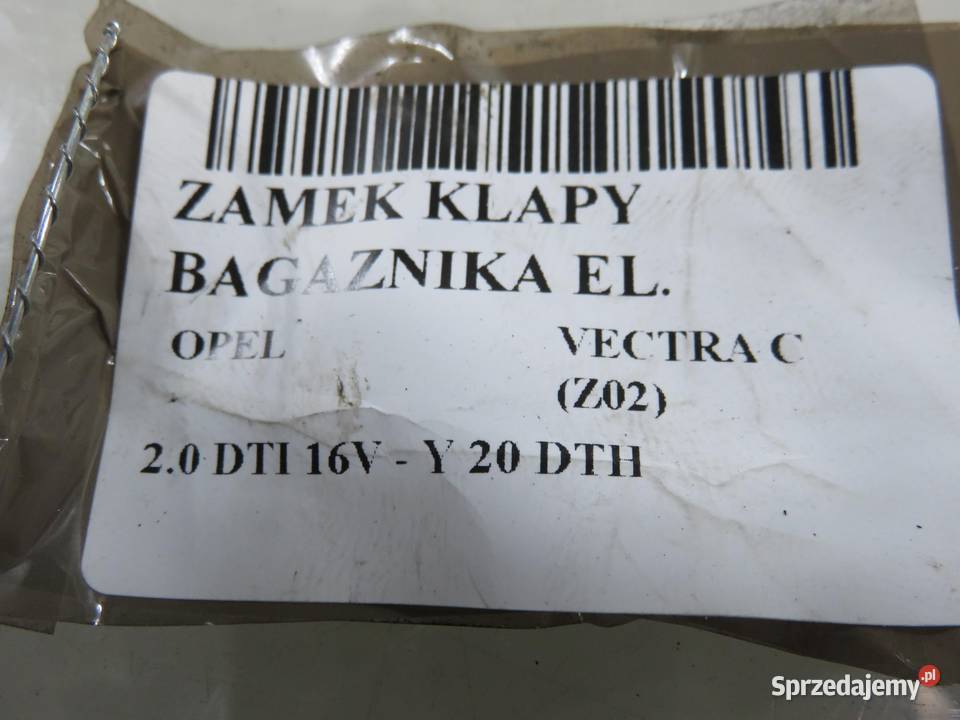 ZAMEK KLAPY
BAGAZNIKA EL.
OPEL VECTRA C
(Z02)
2.0 DTI 16V - Y 20 DTH
Sprzedajemy.pl